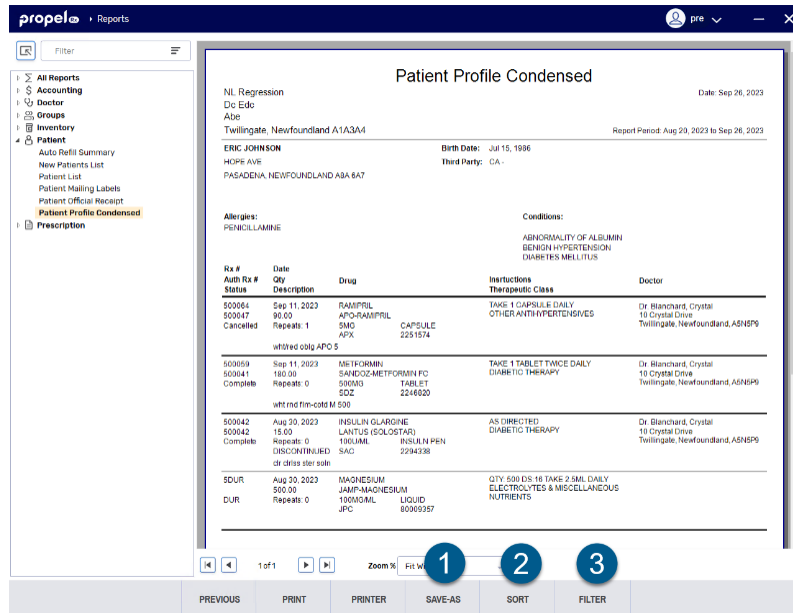 propel Rx Reports pre
Filter
All Reports
Accounting
Doctor
Groups
Inventory
Patient
Auto Refill Summary
New Patients List
Patient List
Patient Mailing Labels
Patient Official Receipt
Patient Profile Condensed
Prescription
Patient Profile Condensed
NL Regression Date: Sep 26, 2023
Dc Edc
Abe
Twillingate, Newfoundland A1A3A4 Report Period: Aug 20, 2023 to Sep 26, 2023
ERIC JOHNSON Birth Date: Jul 15, 1986
HOPE AVE Third Party: CA -
PASADENA, NEWFOUNDLAND A8A 6A7
Allergies: Conditions:
PENICILLAMINE
ABNORMALITY OF ALBUMIN
BENIGN HYPERTENSION
DIABETES MELLITUS
Rx # Date
Auth Rx # Qty Drug Insrtuctions Doctor
Status Description Therapeutic Class
500064 Sep 11, 2023 RAMIPRIL TAKE 1 CAPSULE DAILY Dr. Blanchard, Crystal
500047 90.00 APO-RAMIPRIL OTHER ANTIHYPERTENSIVES 10 Crystal Drive
Cancelled Repeats: 1 5MG CAPSULE Twillingate, Newfoundland, A5N5P9
APX 2251574
wht/red oblg APO 5
500059 Sep 11, 2023 METFORMIN TAKE 1 TABLET TWICE DAILY Dr. Blanchard, Crystal
500041 180.00 SANDOZ-METFORMIN FC DIABETIC THERAPY 10 Crystal Drive
Complete Repeats: 0 500MG TABLET Twillingate, Newfoundland, A5N5P9
SDZ 2246820
wht rnd flm-cotd M 500
500042 Aug 30, 2023 INSULIN GLARGINE AS DIRECTED Dr. Blanchard, Crystal
500042 15.00 LANTUS (SOLOSTAR) DIABETIC THERAPY 10 Crystal Drive
Complete Repeats: 0 100U/ML INSULN PEN Twillingate, Newfoundland, A5N5P9
DISCONTINUED SAC 2294338
clr clrlss ster soln
5DUR Aug 30, 2023 MAGNESIUM QTY: 500 DS: 16 TAKE 2.5ML DAILY
500.00 JAMP-MAGNESIUM ELECTROLYTES & MISCELLANEOUS
DUR Repeats: 0 100MG/ML LIQUID NUTRIENTS
JPC 80009357
1 of 1 Zoom % Fit
1 2 3
PREVIOUS PRINT PRINTER SAVE-AS SORT FILTER